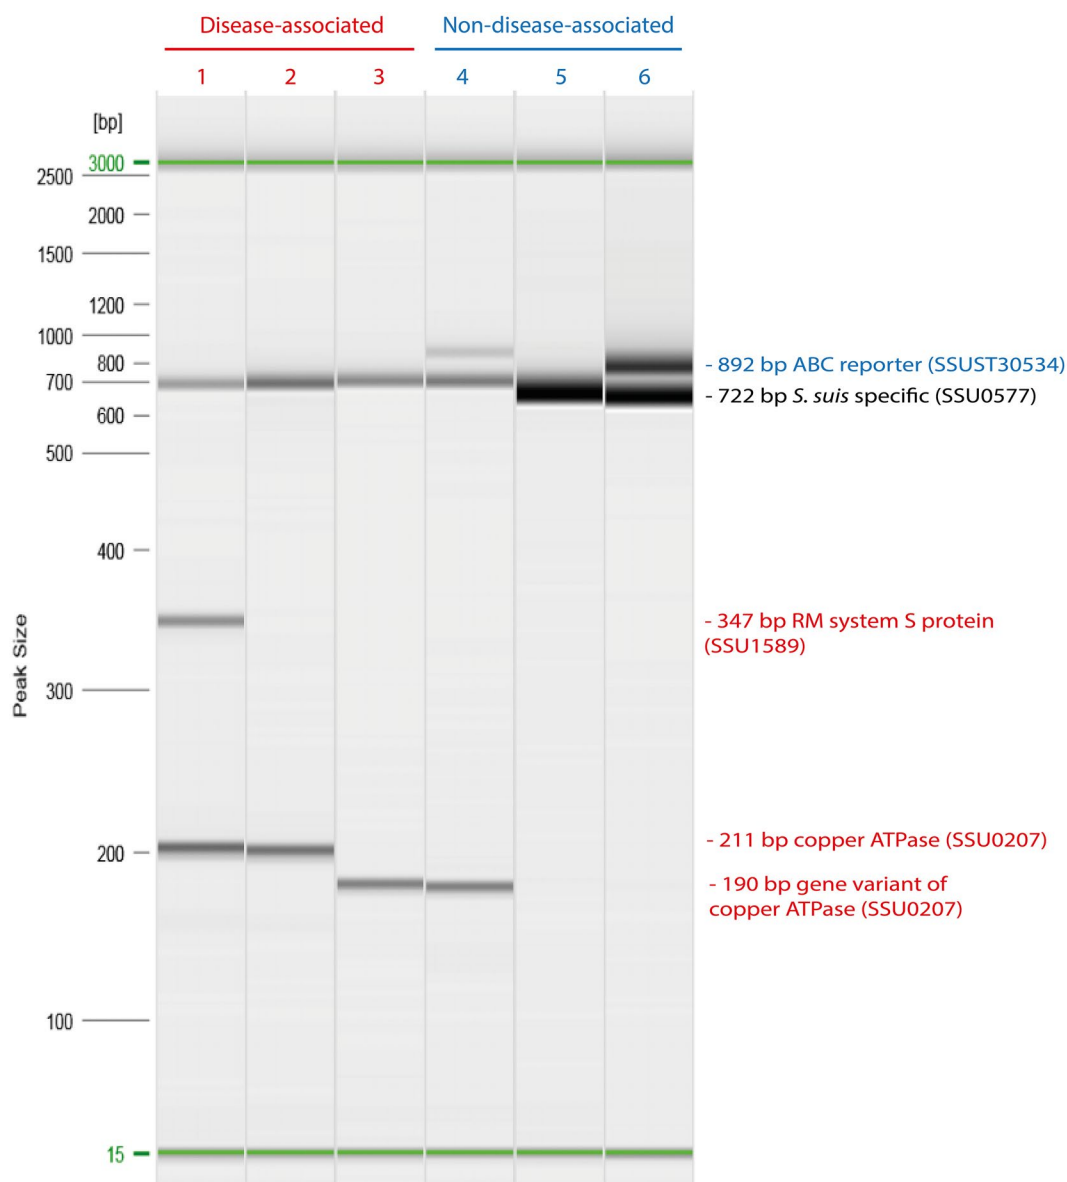 Disease-associated
Non-disease-associated
1 2 3 4 5 6
[bp]
3000
2500
2000
1500
1200
1000
800
700
600
500
400
300
200
100
15
Peak Size
- 892 bp ABC reporter (SSUST30534)
- 722 bp S. suis specific (SSU0577)
- 347 bp RM system S protein
(SSU1589)
- 211 bp copper ATPase (SSU0207)
- 190 bp gene variant of
copper ATPase (SSU0207)